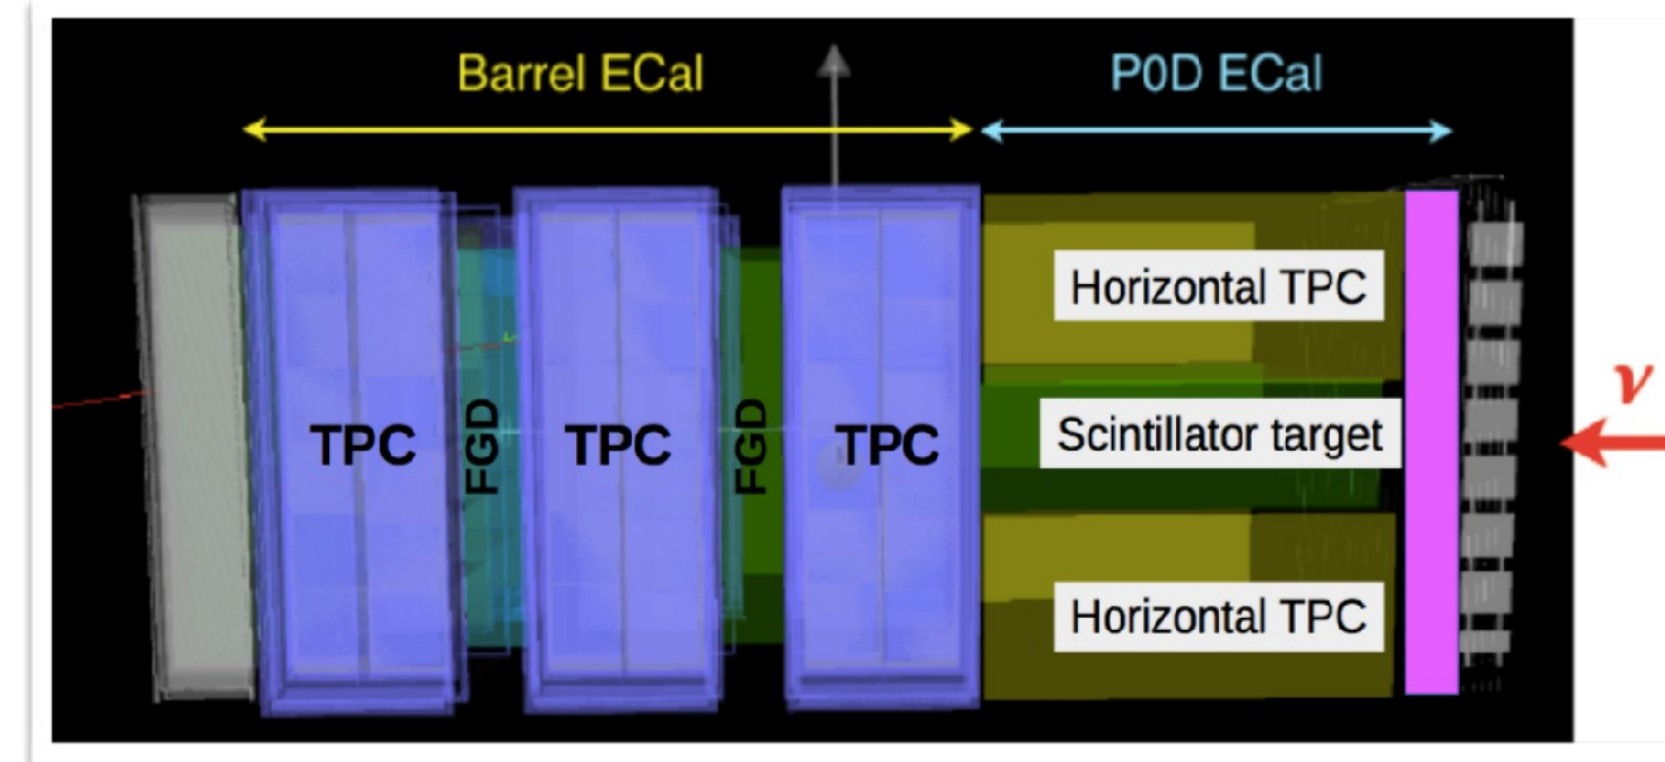 Barrel ECal
P0D ECal
Horizontal TPC
ν
TPC
FGD
TPC
FGD
TPC
Scintillator target
Horizontal TPC